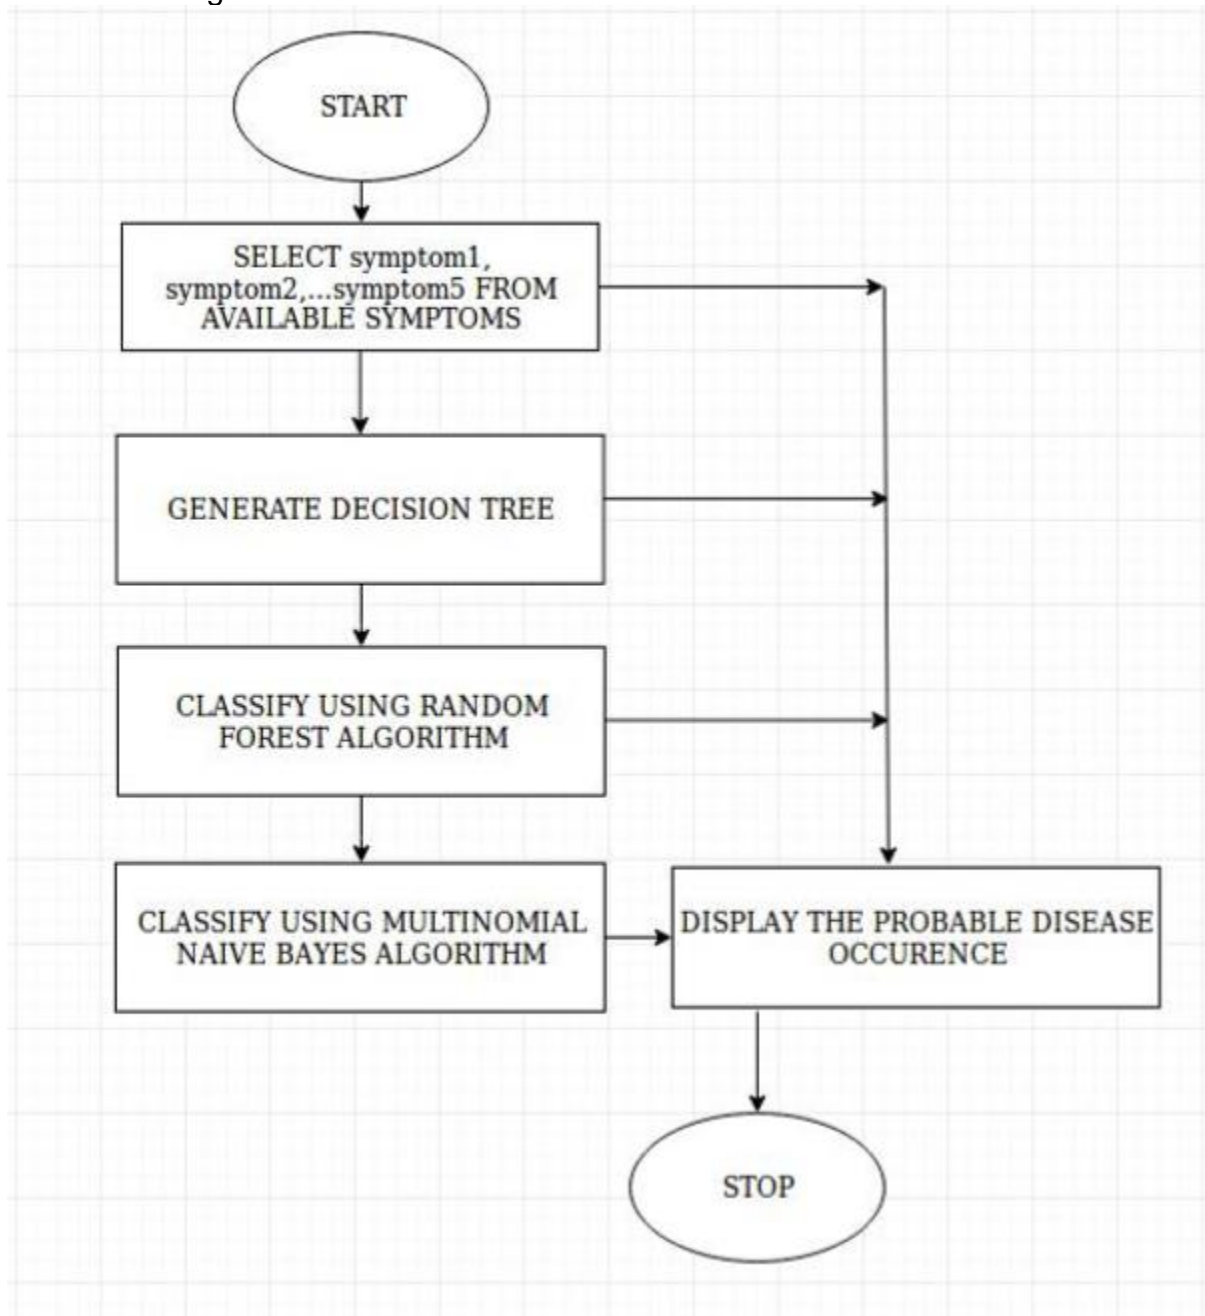 START
SELECT symptom1,
symptom2,...symptom5 FROM
AVAILABLE SYMPTOMS
GENERATE DECISION TREE
CLASSIFY USING RANDOM
FOREST ALGORITHM
CLASSIFY USING MULTINOMIAL
NAIVE BAYES ALGORITHM
DISPLAY THE PROBABLE DISEASE
OCCURENCE
STOP